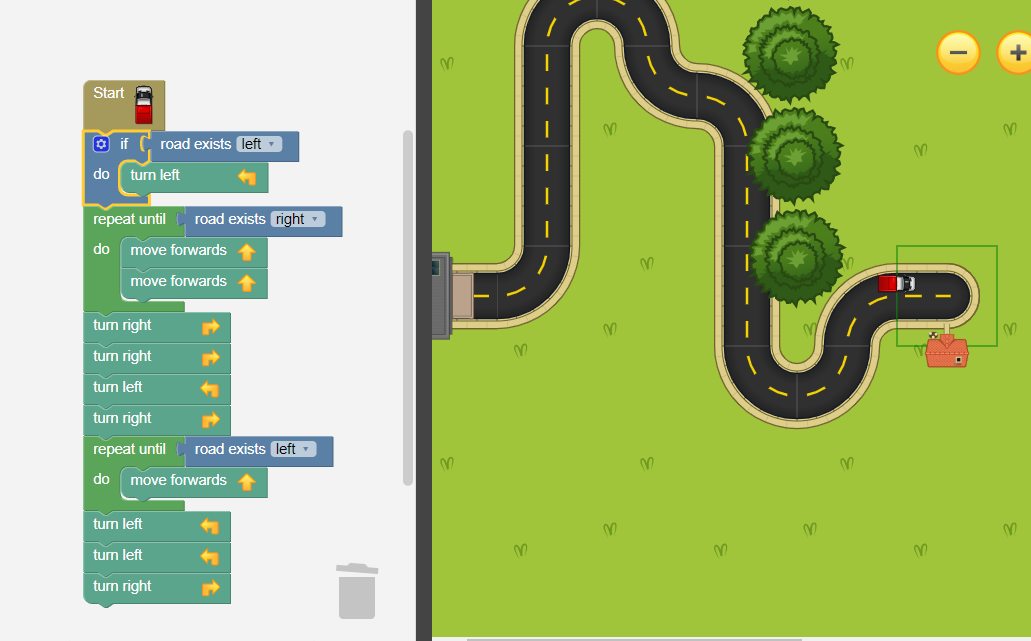 Start
if road exists left
do turn left
repeat until road exists right
do move forwards
move forwards
turn right
turn right
turn left
turn right
repeat until road exists left
do move forwards
turn left
turn left
turn right